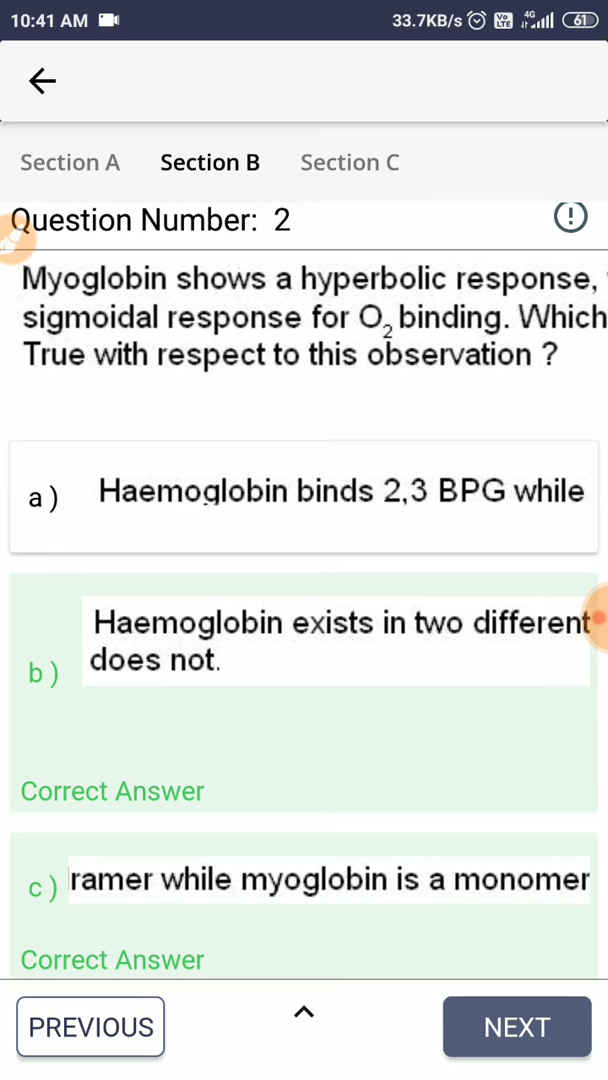 10:41 AM 33.7KB/s Vo LTE 4G 61
Section A Section B Section C
Question Number: 2
Myoglobin shows a hyperbolic response,
sigmoidal response for O₂ binding. Which
True with respect to this observation ?
a) Haemoglobin binds 2,3 BPG while
b) Haemoglobin exists in two different
does not.
Correct Answer
c) ramer while myoglobin is a monomer
Correct Answer
PREVIOUS NEXT